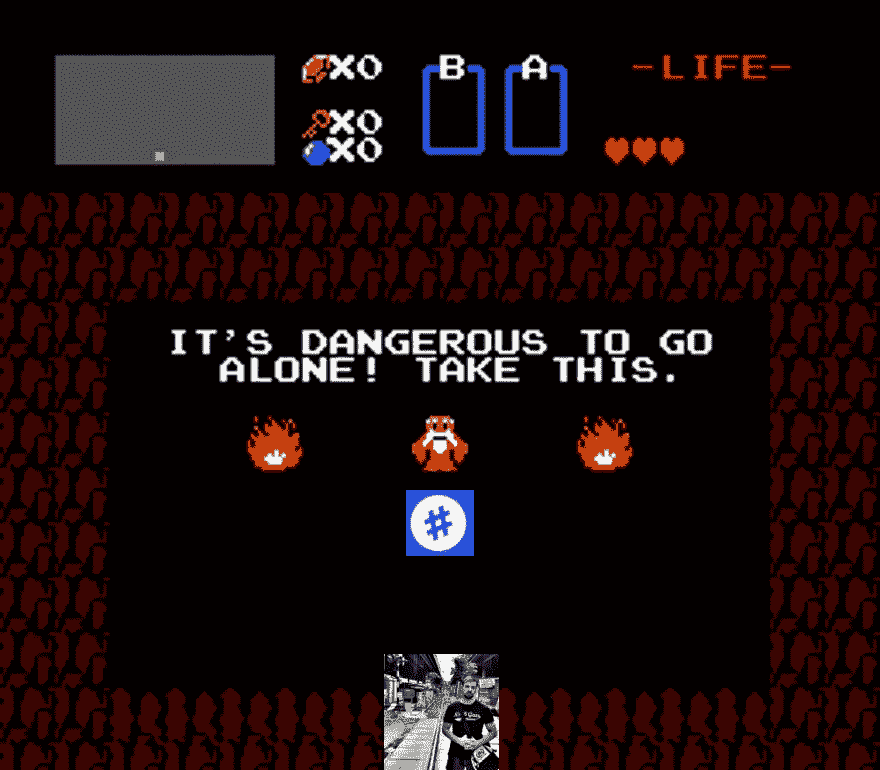 X0
B
A
-LIFE-
X0
X0
IT'S DANGEROUS TO GO
ALONE! TAKE THIS.
#